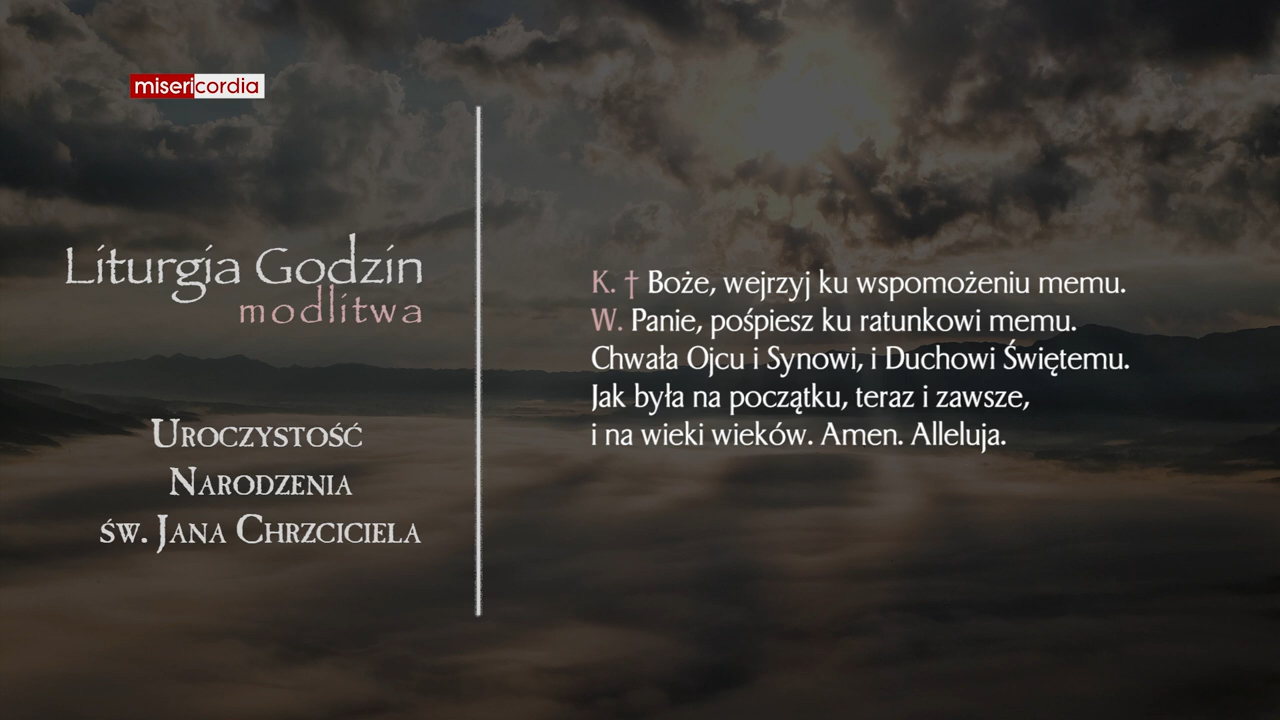 misericordia
Liturgia Godzin
modlitwa
Uroczystość
Narodzenia
św. Jana Chrzciciela
K. † Boże, wejrzyj ku wspomożeniu memu.
W. Panie, pośpiesz ku ratunkowi memu.
Chwała Ojcu i Synowi, i Duchowi Świętemu.
Jak była na początku, teraz i zawsze,
i na wieki wieków. Amen. Alleluja.